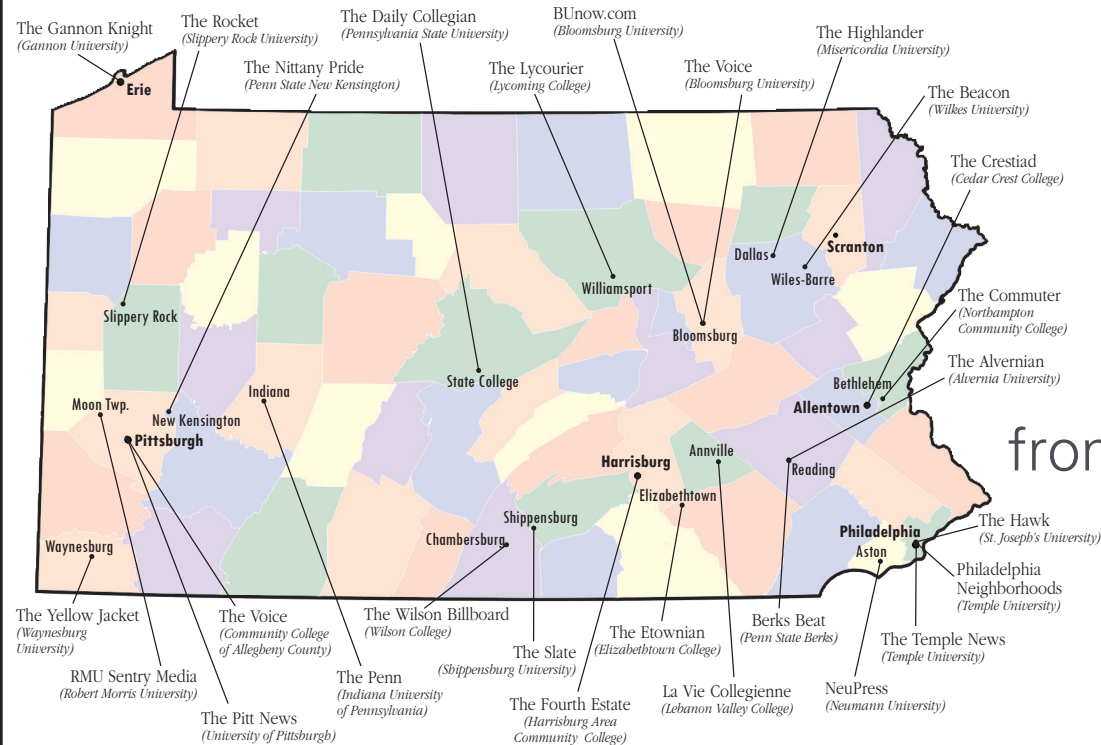 The Gannon Knight
(Gannon University)
The Rocket
(Slippery Rock University)
The Nittany Pride
(Penn State New Kensington)
The Daily Collegian
(Pennsylvania State University)
The Lycourier
(Lycoming College)
BUnow.com
(Bloomsburg University)
The Voice
(Bloomsburg University)
The Highlander
(Misericordia University)
The Beacon
(Wilkes University)
The Crestiad
(Cedar Crest College)
The Commuter
(Northampton
Community College)
The Alvernian
(Alvernia University)
Erie
Scranton
Dallas
Wiles-Barre
Williamsport
Slippery Rock
Bloomsburg
State College
Bethlehem
Allentown
Indiana
Moon Twp.
New Kensington
Pittsburgh
Annville
Harrisburg
Reading
Elizabethtown
Shippensburg
Chambersburg
Philadelphia
Aston
Waynesburg
fron
The Hawk
(St. Joseph's University)
Philadelphia
Neighborhoods
(Temple University)
The Temple News
(Temple University)
NeuPress
(Neumann University)
Berks Beat
(Penn State Berks)
La Vie Collegienne
(Lebanon Valley College)
The Etownian
(Elizabethtown College)
The Fourth Estate
(Harrisburg Area
Community College)
The Slate
(Shippensburg University)
The Wilson Billboard
(Wilson College)
The Penn
(Indiana University
of Pennsylvania)
The Voice
(Community College
of Allegheny County)
The Pitt News
(University of Pittsburgh)
RMU Sentry Media
(Robert Morris University)
The Yellow Jacket
(Waynesburg
University)